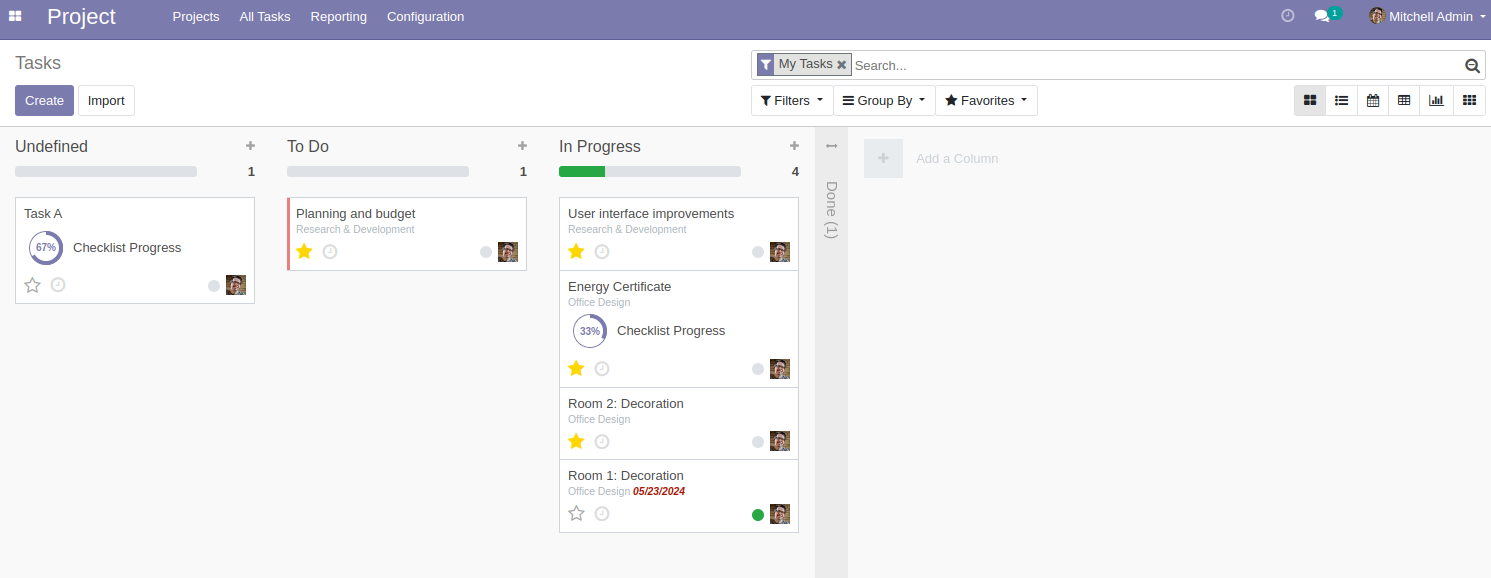 Project Projects All Tasks Reporting Configuration 1 Mitchell Admin
Tasks
My Tasks Search...
Create Import Filters Group By Favorites
Undefined
1
Task A
67% Checklist Progress
To Do
1
Planning and budget
Research & Development
In Progress
4
User interface improvements
Research & Development
Energy Certificate
Office Design
33% Checklist Progress
Room 2: Decoration
Office Design
Room 1: Decoration
Office Design 05/23/2024
Done (1)
Add a Column